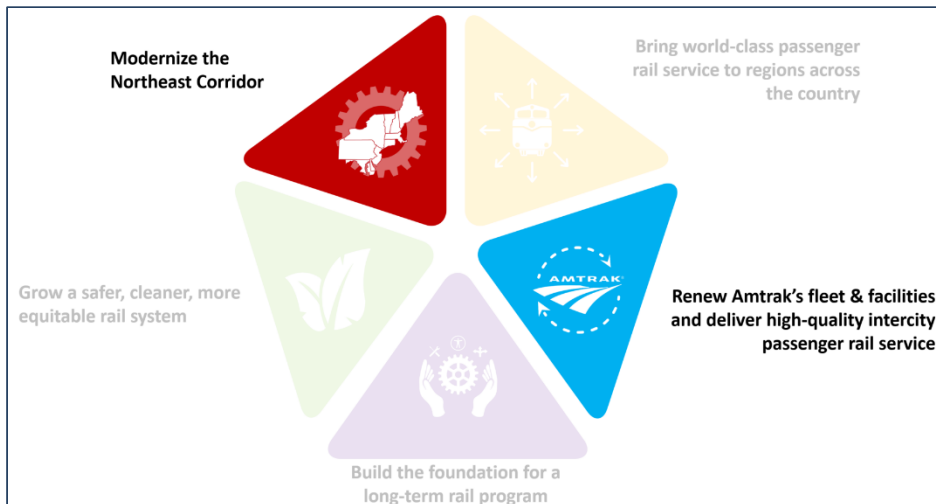 Modernize the
Northeast Corridor
Bring world-class passenger
rail service to regions across
the country
AMTRAK
Grow a safer, cleaner, more
equitable rail system
Renew Amtrak's fleet & facilities
and deliver high-quality intercity
passenger rail service
Build the foundation for a
long-term rail program